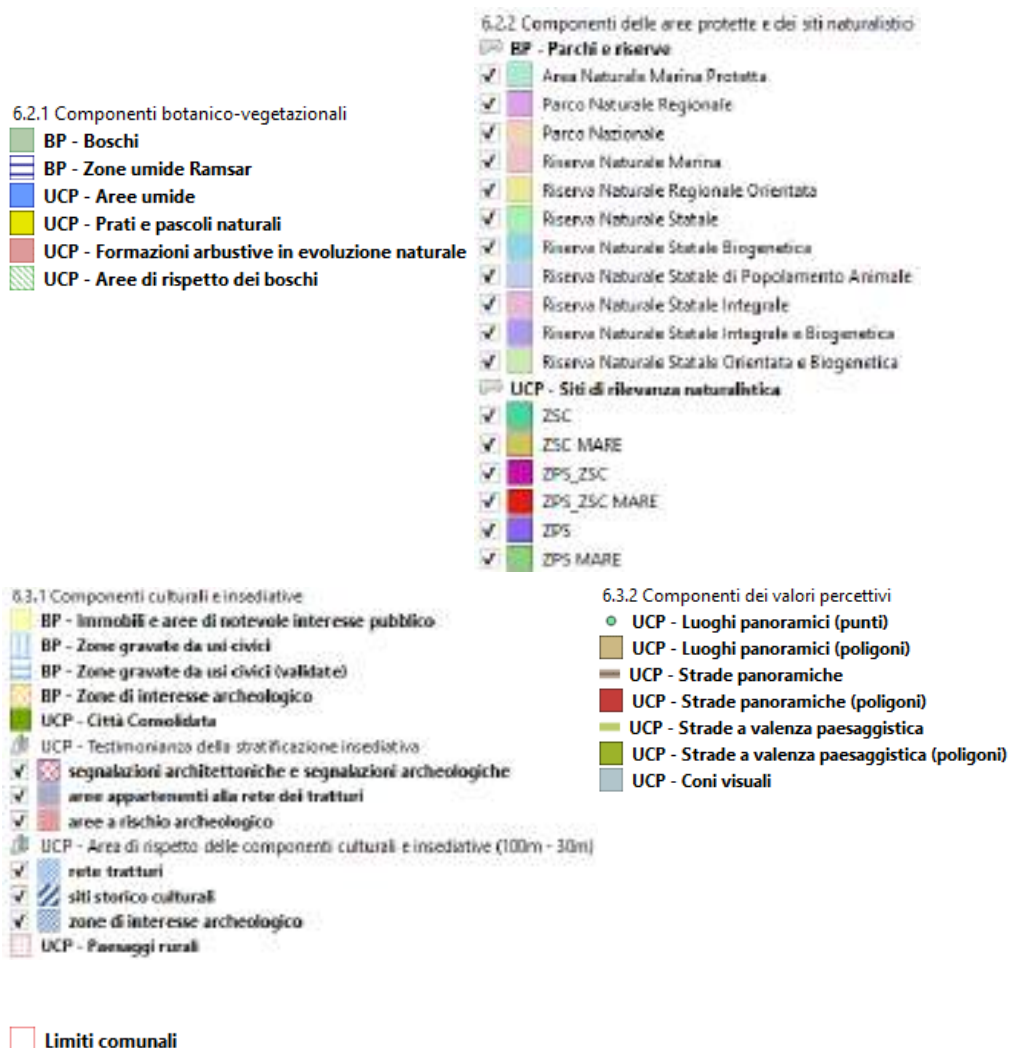 6.2.1 Componenti botanico-vegetazionali
BP - Boschi
BP - Zone umide Ramsar
UCP - Aree umide
UCP - Prati e pascoli naturali
UCP - Formazioni arbustive in evoluzione naturale
UCP - Aree di rispetto dei boschi
6.2.2 Componenti delle aree protette e dei siti naturalistici
BP - Parchi e riserve
Area Naturale Marina Protetta
Parco Naturale Regionale
Parco Nazionale
Riserva Naturale Marina
Riserva Naturale Regionale Orientata
Riserva Naturale Statale
Riserva Naturale Statale Biogenetica
Riserva Naturale Statale di Popolamento Animale
Riserva Naturale Statale Integrale
Riserva Naturale Statale Integrale e Biogenetica
Riserva Naturale Statale Orientata e Biogenetica
UCP - Siti di rilevanza naturalistica
ZSC
ZSC MARE
ZPS_ZSC
ZPS_ZSC MARE
ZPS
ZPS MARE
6.3.1 Componenti culturali e insediative
BP - Immobili e aree di notevole interesse pubblico
BP - Zone gravate da usi civici
BP - Zone gravate da usi civici (validate)
BP - Zone di interesse archeologico
UCP - Città Consolidata
UCP - Testimonianza della stratificazione insediativa
segnalazioni architettoniche e segnalazioni archeologiche
aree appartenenti alla rete dei tratturi
aree a rischio archeologico
UCP - Area di rispetto delle componenti culturali e insediative (100m - 30m)
rete tratturi
siti storico culturali
zone di interesse archeologico
UCP - Paesaggi rurali
6.3.2 Componenti dei valori percettivi
UCP - Luoghi panoramici (punti)
UCP - Luoghi panoramici (poligoni)
UCP - Strade panoramiche
UCP - Strade panoramiche (poligoni)
UCP - Strade a valenza paesaggistica
UCP - Strade a valenza paesaggistica (poligoni)
UCP - Coni visuali
Limiti comunali